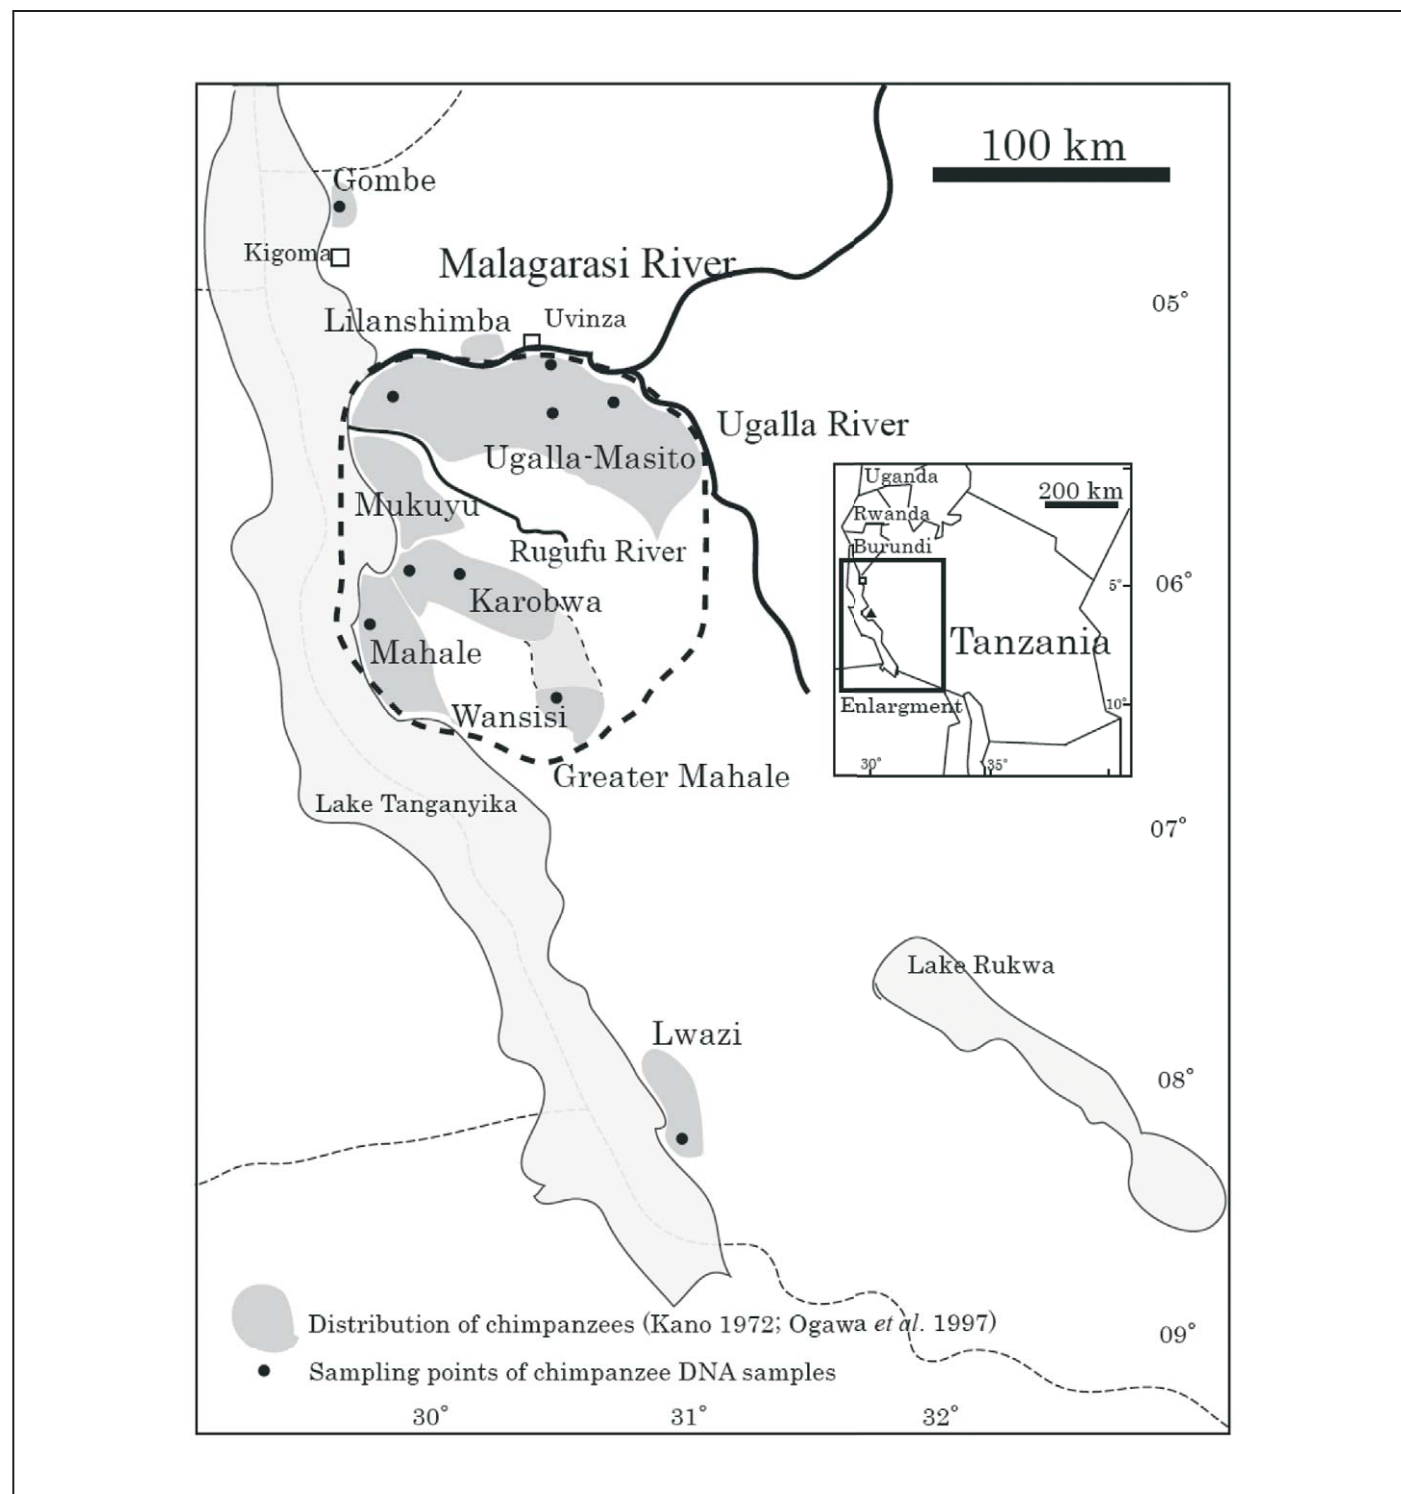 100 km
Gombe
Kigoma
Malagarasi River
05°
Lilanshimba
Uvinza
Ugalla River
Ugalla-Masito
Uganda
200 km
Mukuyu
Rwanda
Rugufu River
Burundi
06°
5°
Karobwa
Tanzania
Mahale
Wansisi
Enlargment
10°
30°
35°
Greater Mahale
Lake Tanganyika
07°
Lake Rukwa
Lwazi
08°
Distribution of chimpanzees (Kano 1972; Ogawa et al. 1997)
09°
Sampling points of chimpanzee DNA samples
30°
31°
32°